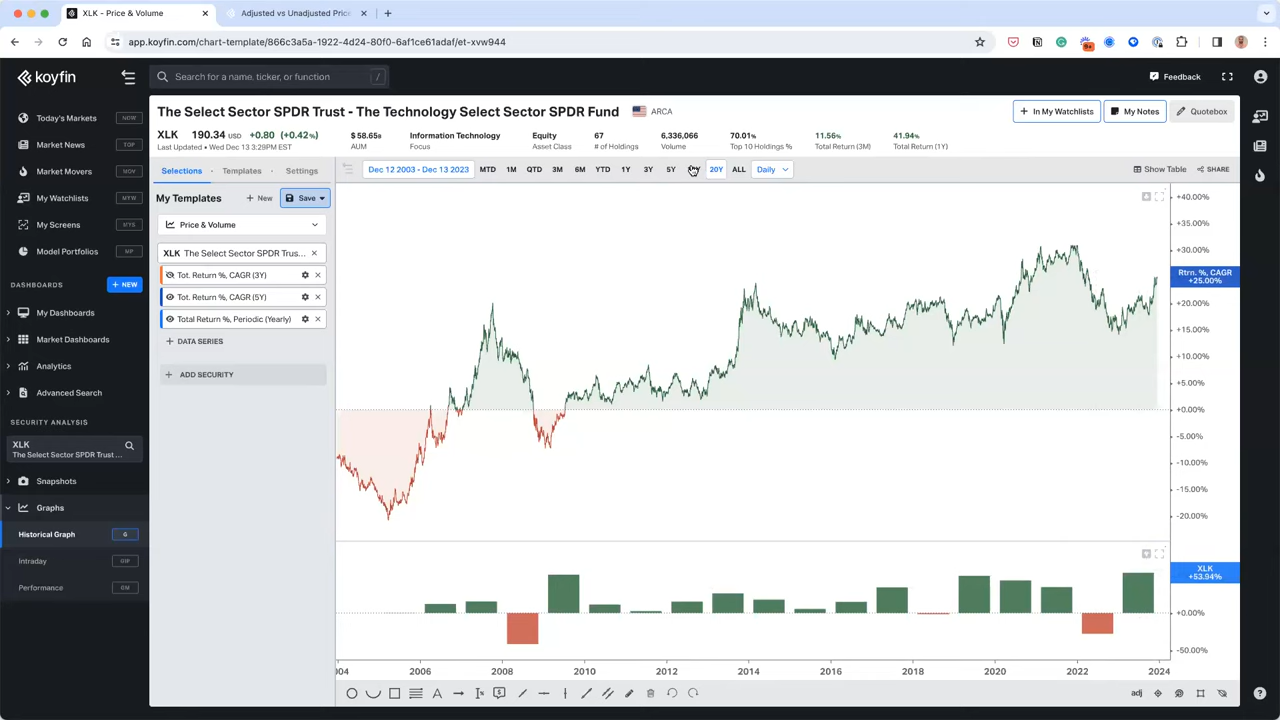 XLK - Price & Volume
Adjusted vs Unadjusted Price
app.koyfin.com/chart-template/866c3a5a-1922-4d24-80f0-6af1ce61adaf/et-xvw944
9+
koyfin
Search for a name, ticker, or function
/
Feedback
Today's Markets NOW
Market News TOP
Market Movers MOV
My Watchlists MYW
My Screens MYS
Model Portfolios MP
DASHBOARDS + NEW
My Dashboards
Market Dashboards
Analytics
Advanced Search
SECURITY ANALYSIS
XLK
The Select Sector SPDR Trust ...
Snapshots
Graphs
Historical Graph G
Intraday GIP
Performance
The Select Sector SPDR Trust - The Technology Select Sector SPDR Fund ARCA
+ In My Watchlists
My Notes
Quotebox
XLK 190.34 USD +0.80 (+0.42%)
Last Updated • Wed Dec 13 3:29PM EST
$ 58.65B
AUM
Information Technology
Focus
Equity
Asset Class
67
# of Holdings
6,336,066
Volume
70.01%
Top 10 Holdings %
11.56%
Total Return (3M)
41.94%
Total Return (1Y)
Selections Templates Settings
Dec 12 2003 - Dec 13 2023 MTD 1M QTD 3M 6M YTD 1Y 3Y 5Y 20Y ALL Daily
Show Table SHARE
My Templates + New Save
Price & Volume
XLK The Select Sector SPDR Trus...
Tot. Return %, CAGR (3Y)
Tot. Return %, CAGR (5Y)
Total Return %, Periodic (Yearly)
+ DATA SERIES
+ ADD SECURITY
+40.00%
+35.00%
+30.00%
Rtrn. %, CAGR
+25.00%
+20.00%
+15.00%
+10.00%
+5.00%
+0.00%
-5.00%
-10.00%
-15.00%
-20.00%
XLK
+53.94%
+0.00%
-50.00%
004 2006 2008 2010 2012 2014 2016 2018 2020 2022 2024
A
adj